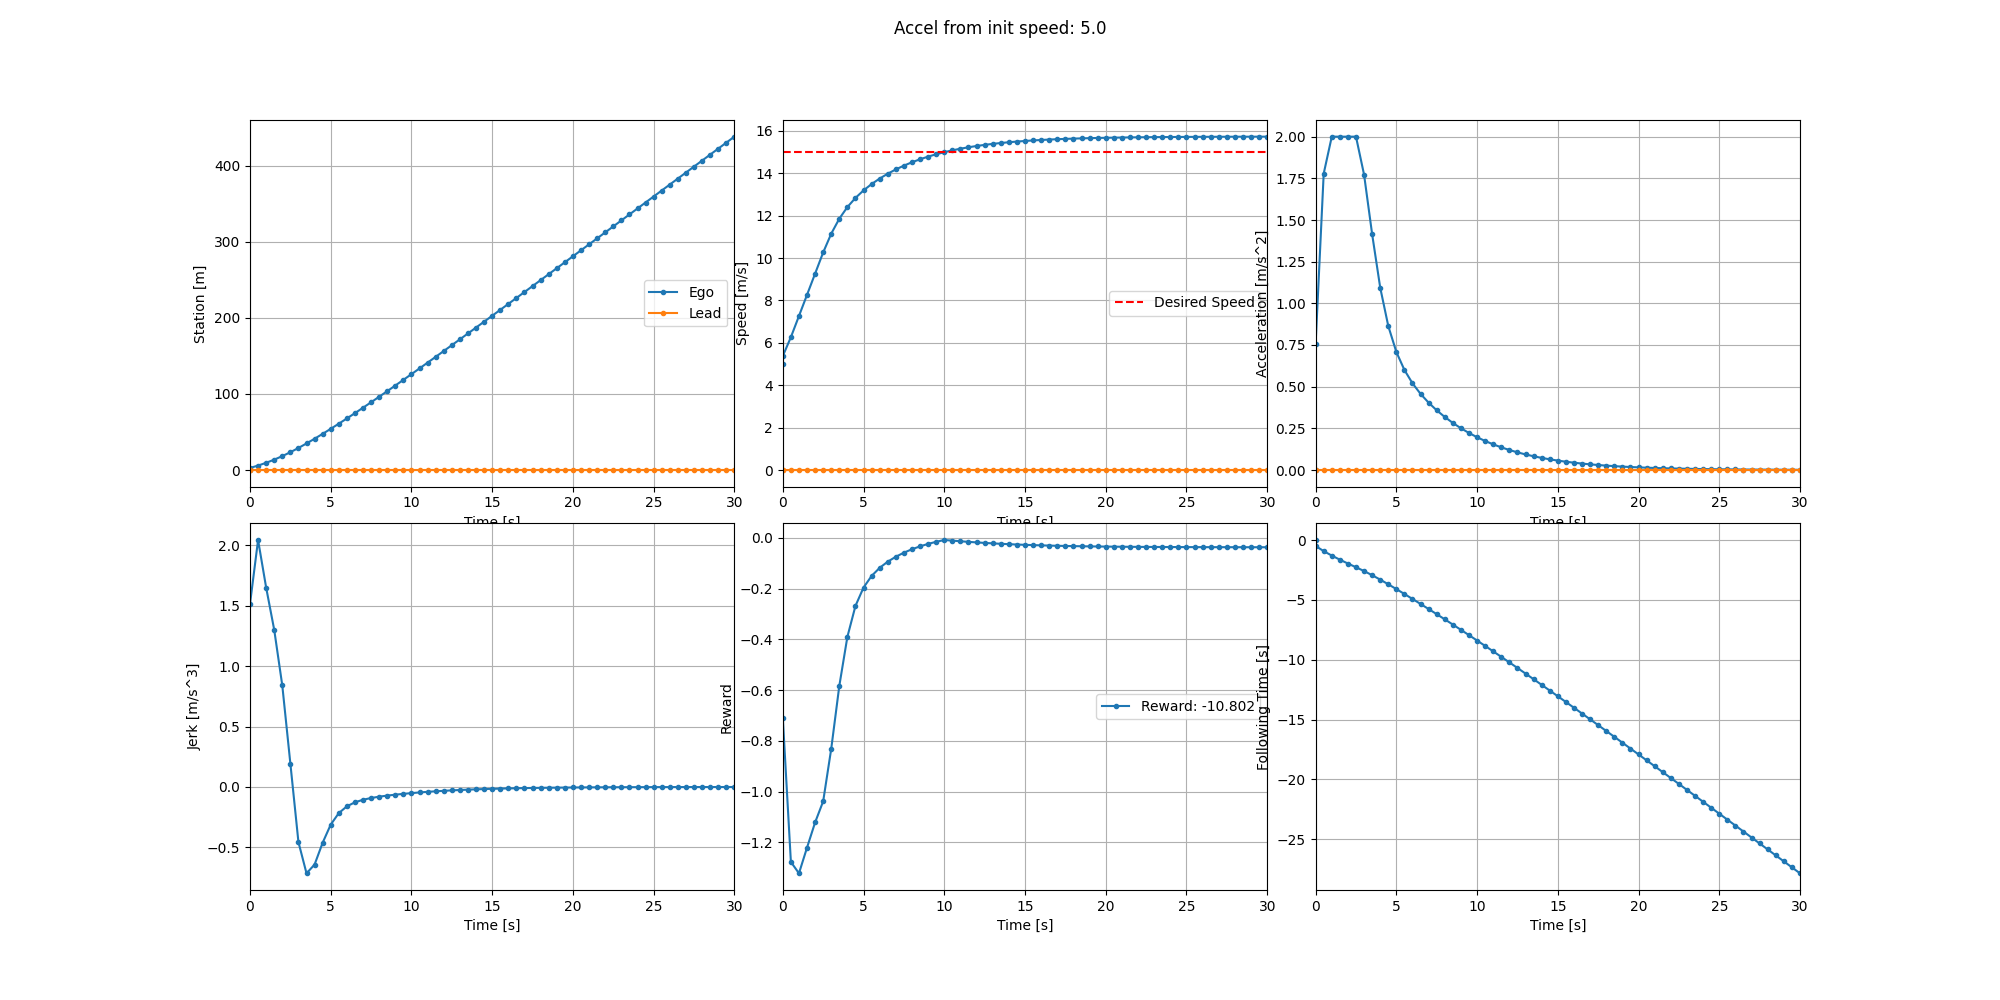 Accel from init speed: 5.0
Station [m]
400
300
200
100
0
Ego
Lead
0 5 10 15 20 25 30
Time [s]
Speed [m/s]
16
14
12
10
8
6
4
2
0
Desired Speed
0 5 10 15 20 25 30
Time [s]
Acceleration [m/s^2]
2.00
1.75
1.50
1.25
1.00
0.75
0.50
0.25
0.00
0 5 10 15 20 25 30
Time [s]
Jerk [m/s^3]
2.0
1.5
1.0
0.5
0.0
−0.5
0 5 10 15 20 25 30
Time [s]
Reward
0.0
−0.2
−0.4
−0.6
−0.8
−1.0
−1.2
Reward: -10.802
0 5 10 15 20 25 30
Time [s]
Following Time [s]
0
−5
−10
−15
−20
−25
0 5 10 15 20 25 30
Time [s]